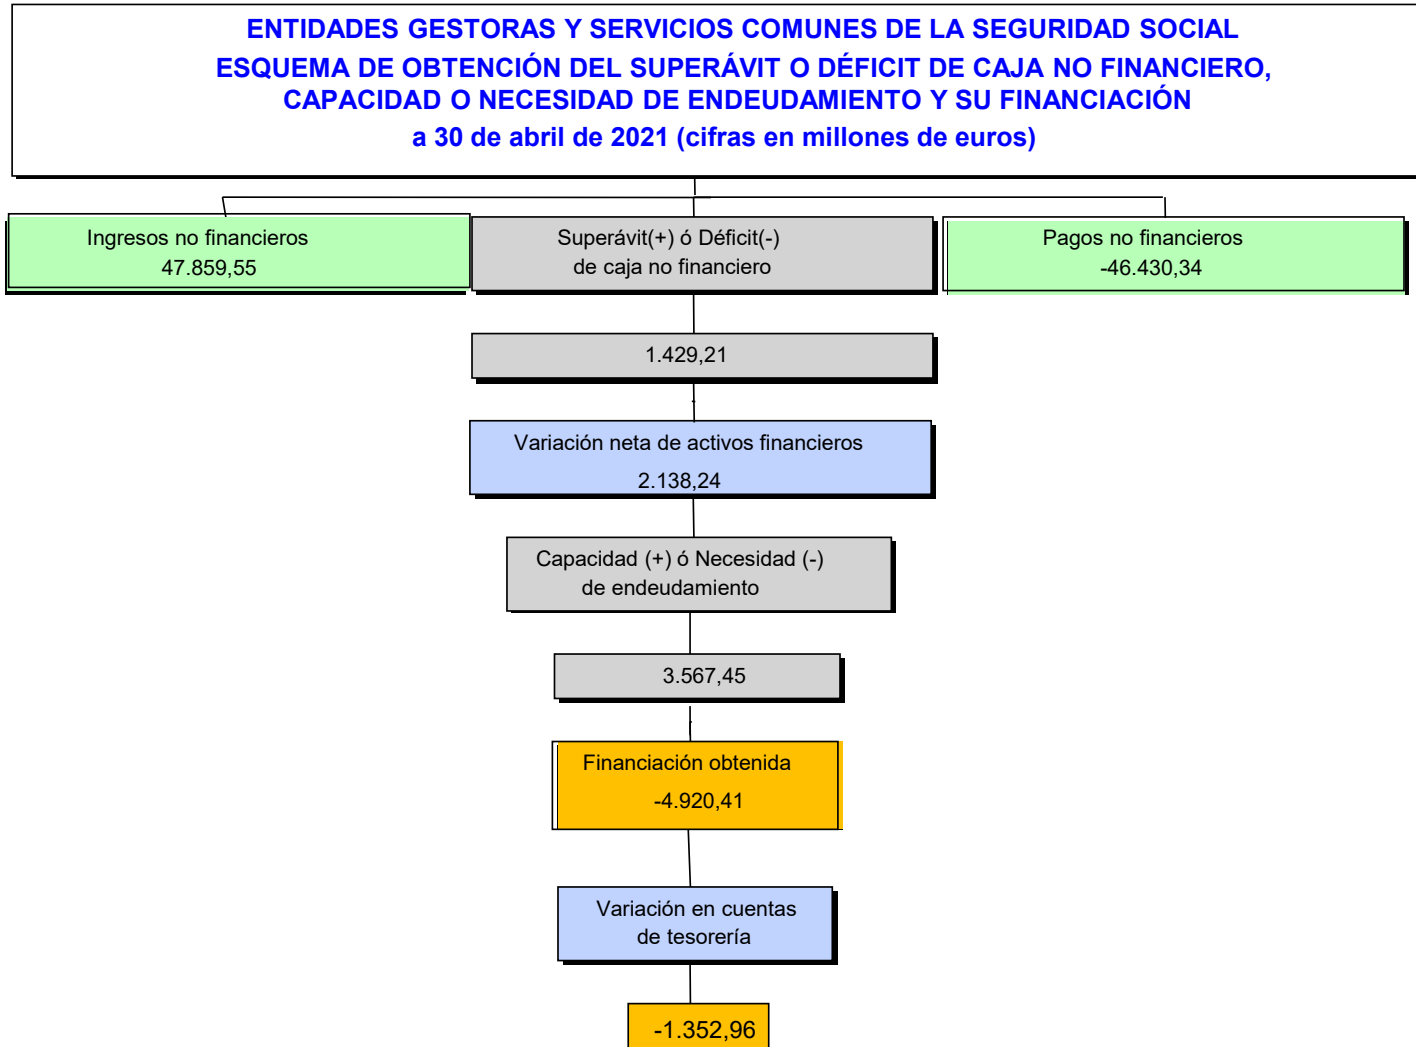 ENTIDADES GESTORAS Y SERVICIOS COMUNES DE LA SEGURIDAD SOCIAL
ESQUEMA DE OBTENCIÓN DEL SUPERÁVIT O DÉFICIT DE CAJA NO FINANCIERO,
CAPACIDAD O NECESIDAD DE ENDEUDAMIENTO Y SU FINANCIACIÓN
a 30 de abril de 2021 (cifras en millones de euros)
Ingresos no financieros
47.859,55
Superávit(+) ó Déficit(-)
de caja no financiero
Pagos no financieros
-46.430,34
1.429,21
Variación neta de activos financieros
2.138,24
Capacidad (+) ó Necesidad (-)
de endeudamiento
3.567,45
Financiación obtenida
-4.920,41
Variación en cuentas
de tesorería
-1.352,96